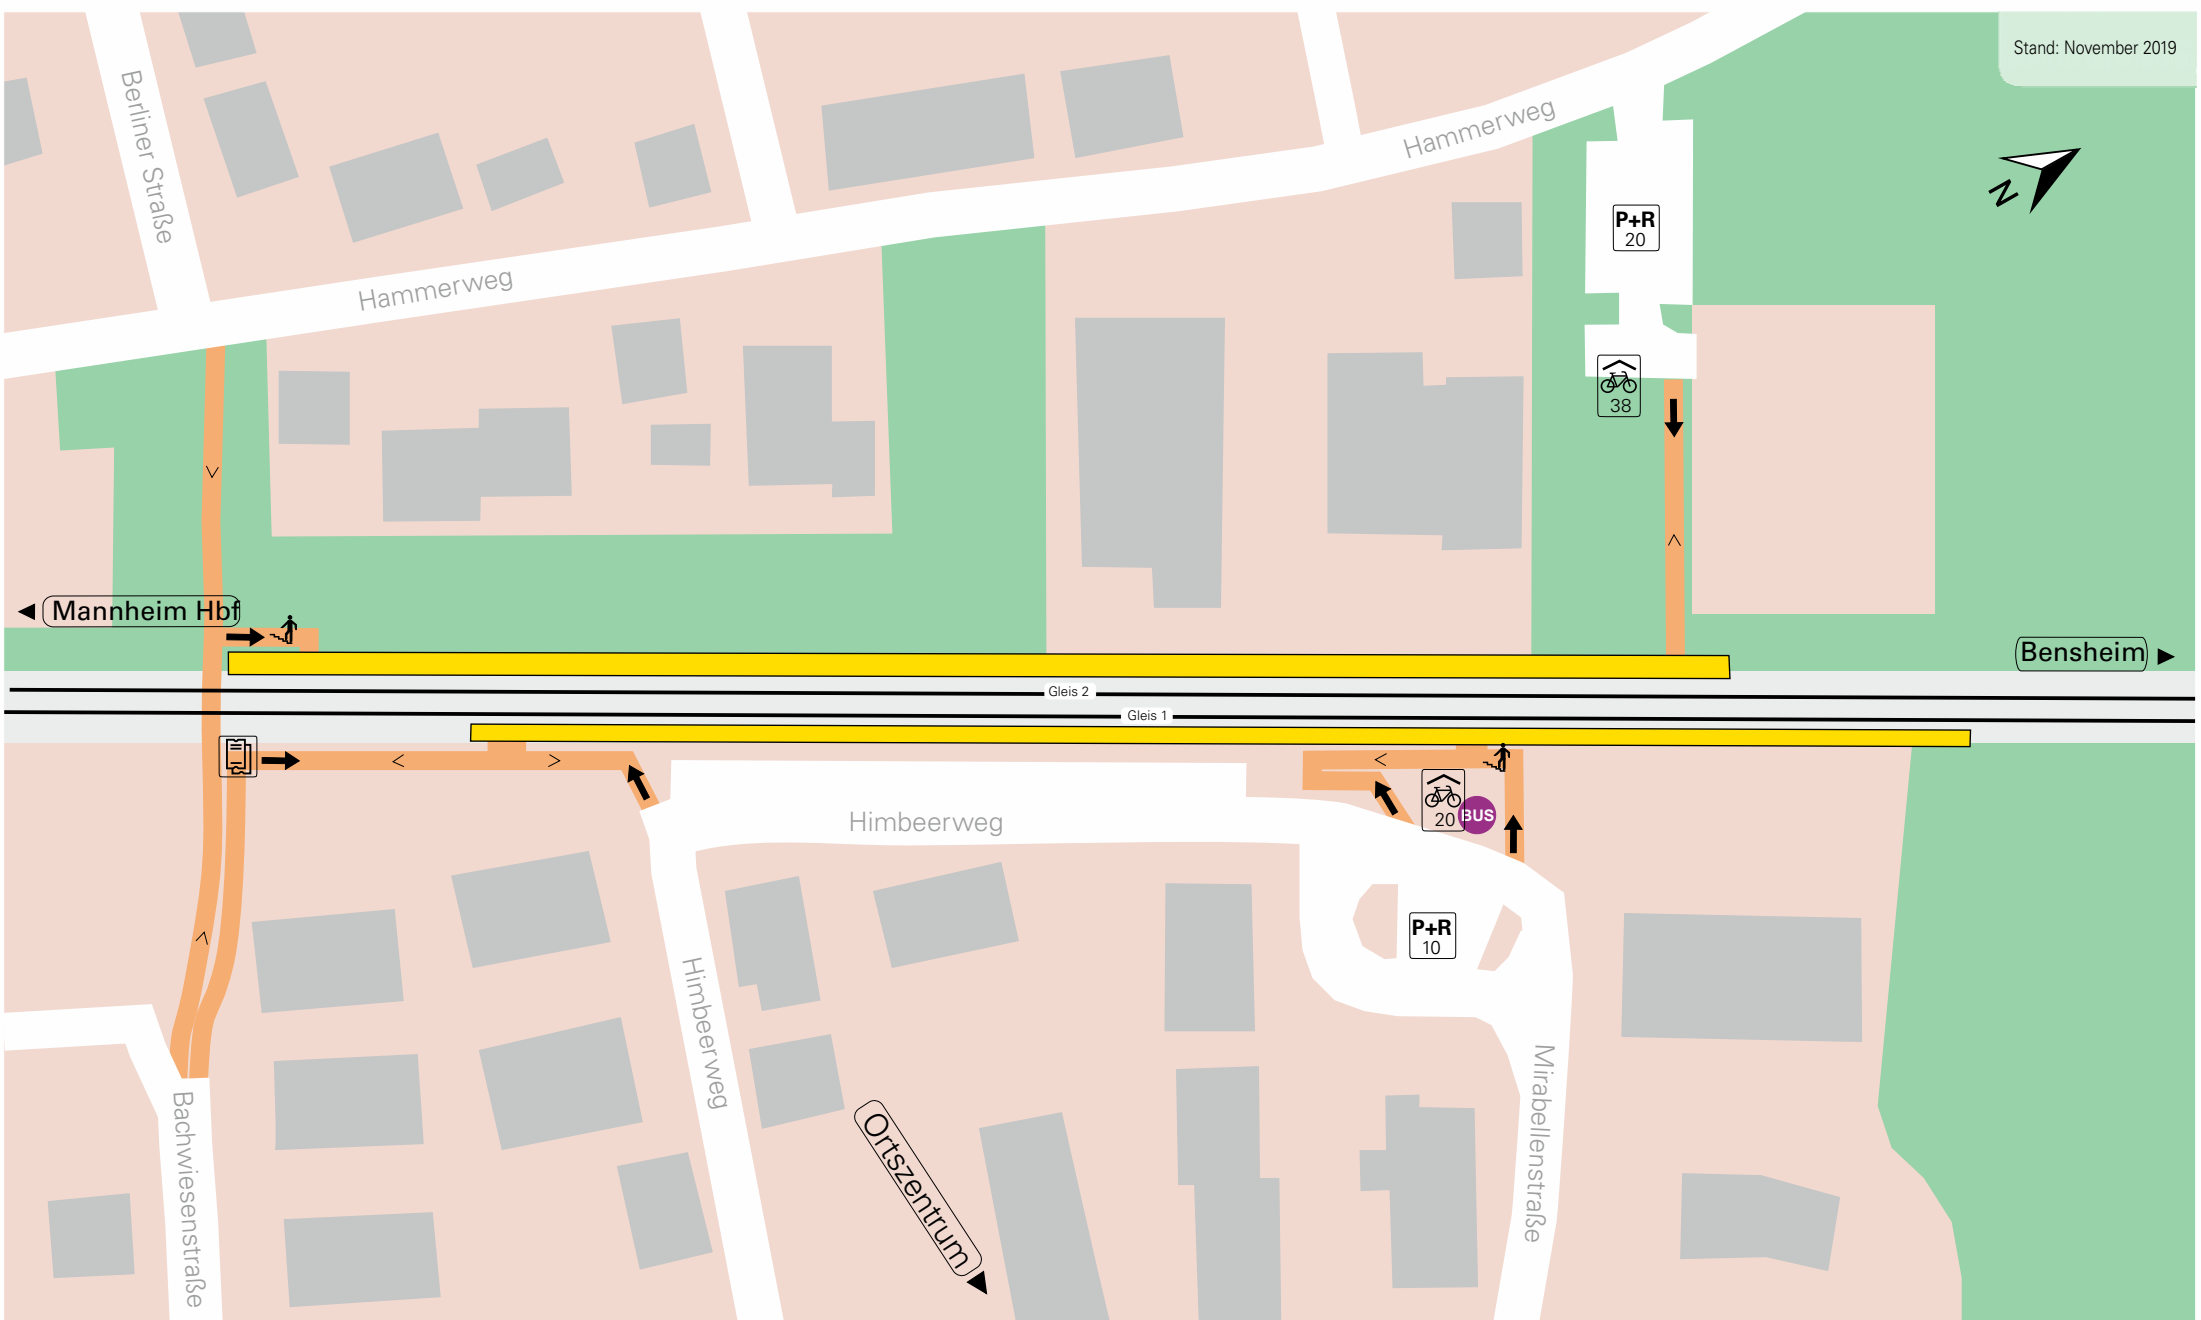 Stand: November 2019
Berliner Straße
Hammerweg
N
P+R
20
Hammerweg
38
Mannheim Hbf
Bensheim
Gleis 2
Gleis 1
Himbeerweg
20
BUS
P+R
10
Himbeerweg
Mirabellenstraße
Bachwiesenstraße
Ortszentrum